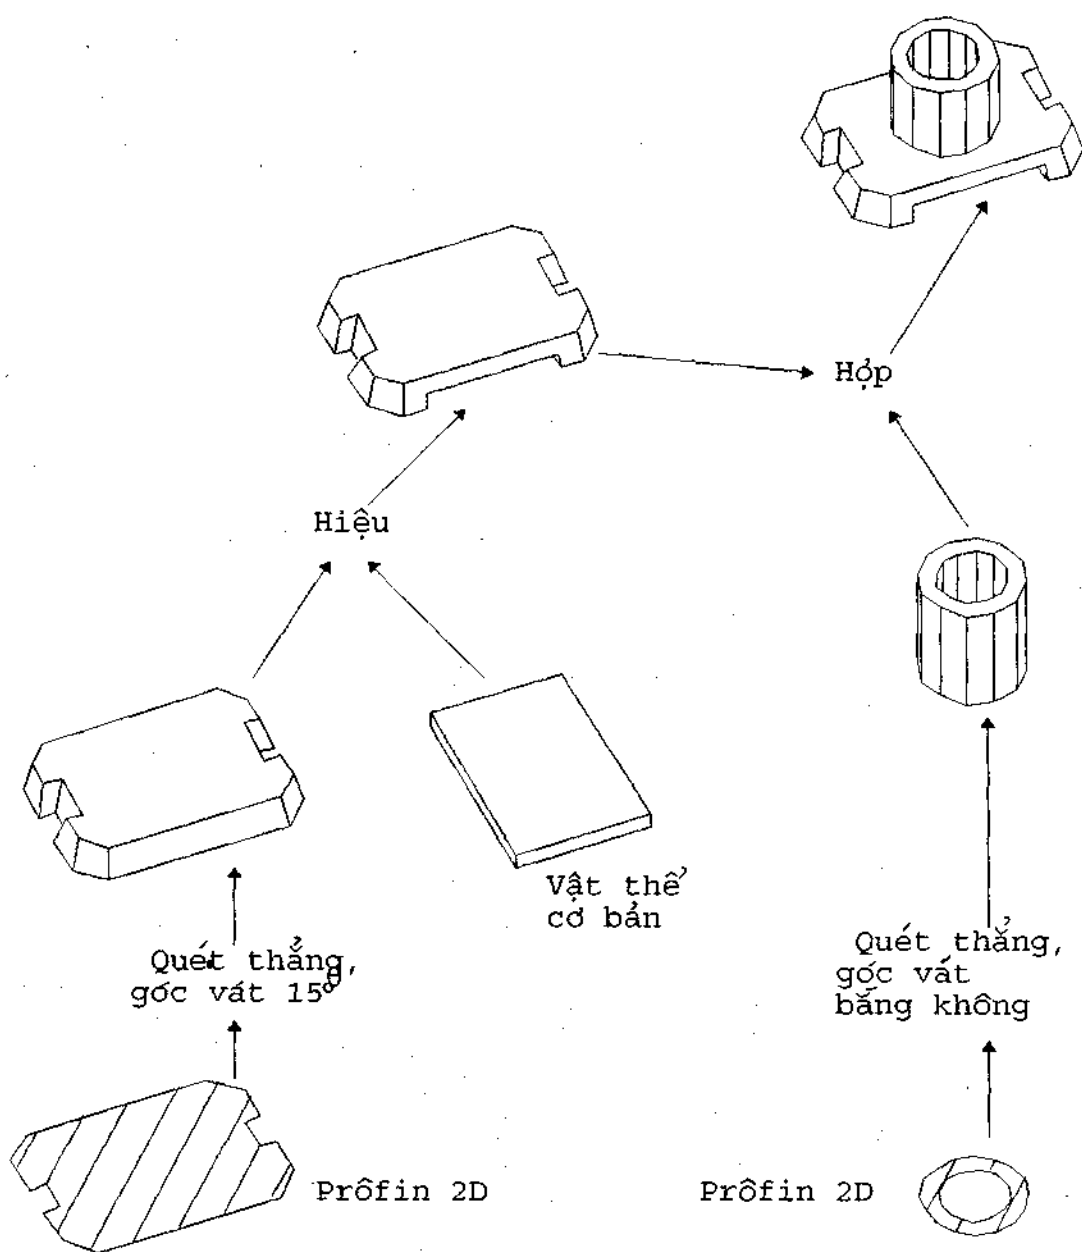 Hợp
Hiệu
Vật thể
cơ bản
Quét thẳng,
góc vát 15°
Quét thẳng,
góc vát
bằng không
Prôfin 2D
Prôfin 2D